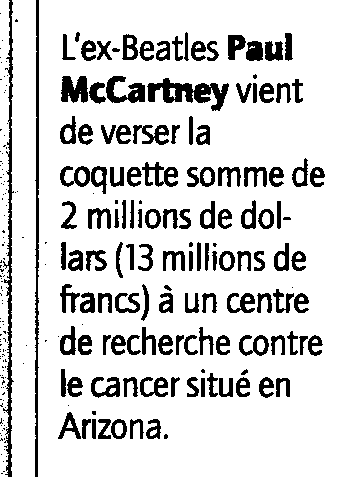 L'ex-Beatles Paul
McCartney vient
de verser la
coquette somme de
2 millions de dol-
lars (13 millions de
francs) à un centre
de recherche contre
le cancer situé en
Arizona.